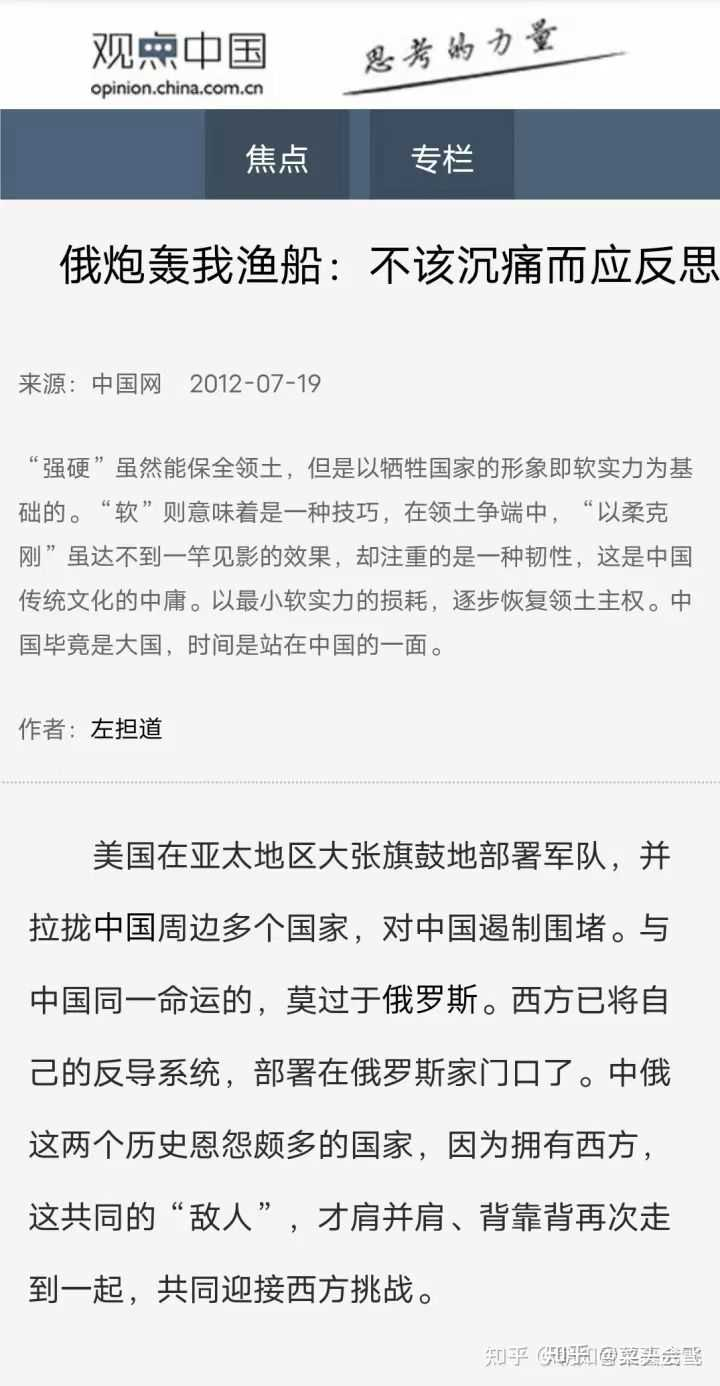 观点中国
opinion.china.com.cn
思考的力量
焦点
专栏
俄炮轰我渔船：不该沉痛而应反思
来源：中国网 2012-07-19
“强硬”虽然能保全领土，但是以牺牲国家的形象即软实力为基
础的。“软”则意味着是一种技巧，在领土争端中，“以柔克
刚”虽达不到一竿见影的效果，却注重的是一种韧性，这是中国
传统文化的中庸。以最小软实力的损耗，逐步恢复领土主权。中
国毕竟是大国，时间是站在中国的一面。
作者：左担道
美国在亚太地区大张旗鼓地部署军队，并
拉拢中国周边多个国家，对中国遏制围堵。与
中国同一命运的，莫过于俄罗斯。西方已将自
己的反导系统，部署在俄罗斯家门口了。中俄
这两个历史恩怨颇多的国家，因为拥有西方，
这共同的“敌人”，才肩并肩、背靠背再次走
到一起，共同迎接西方挑战。
知乎